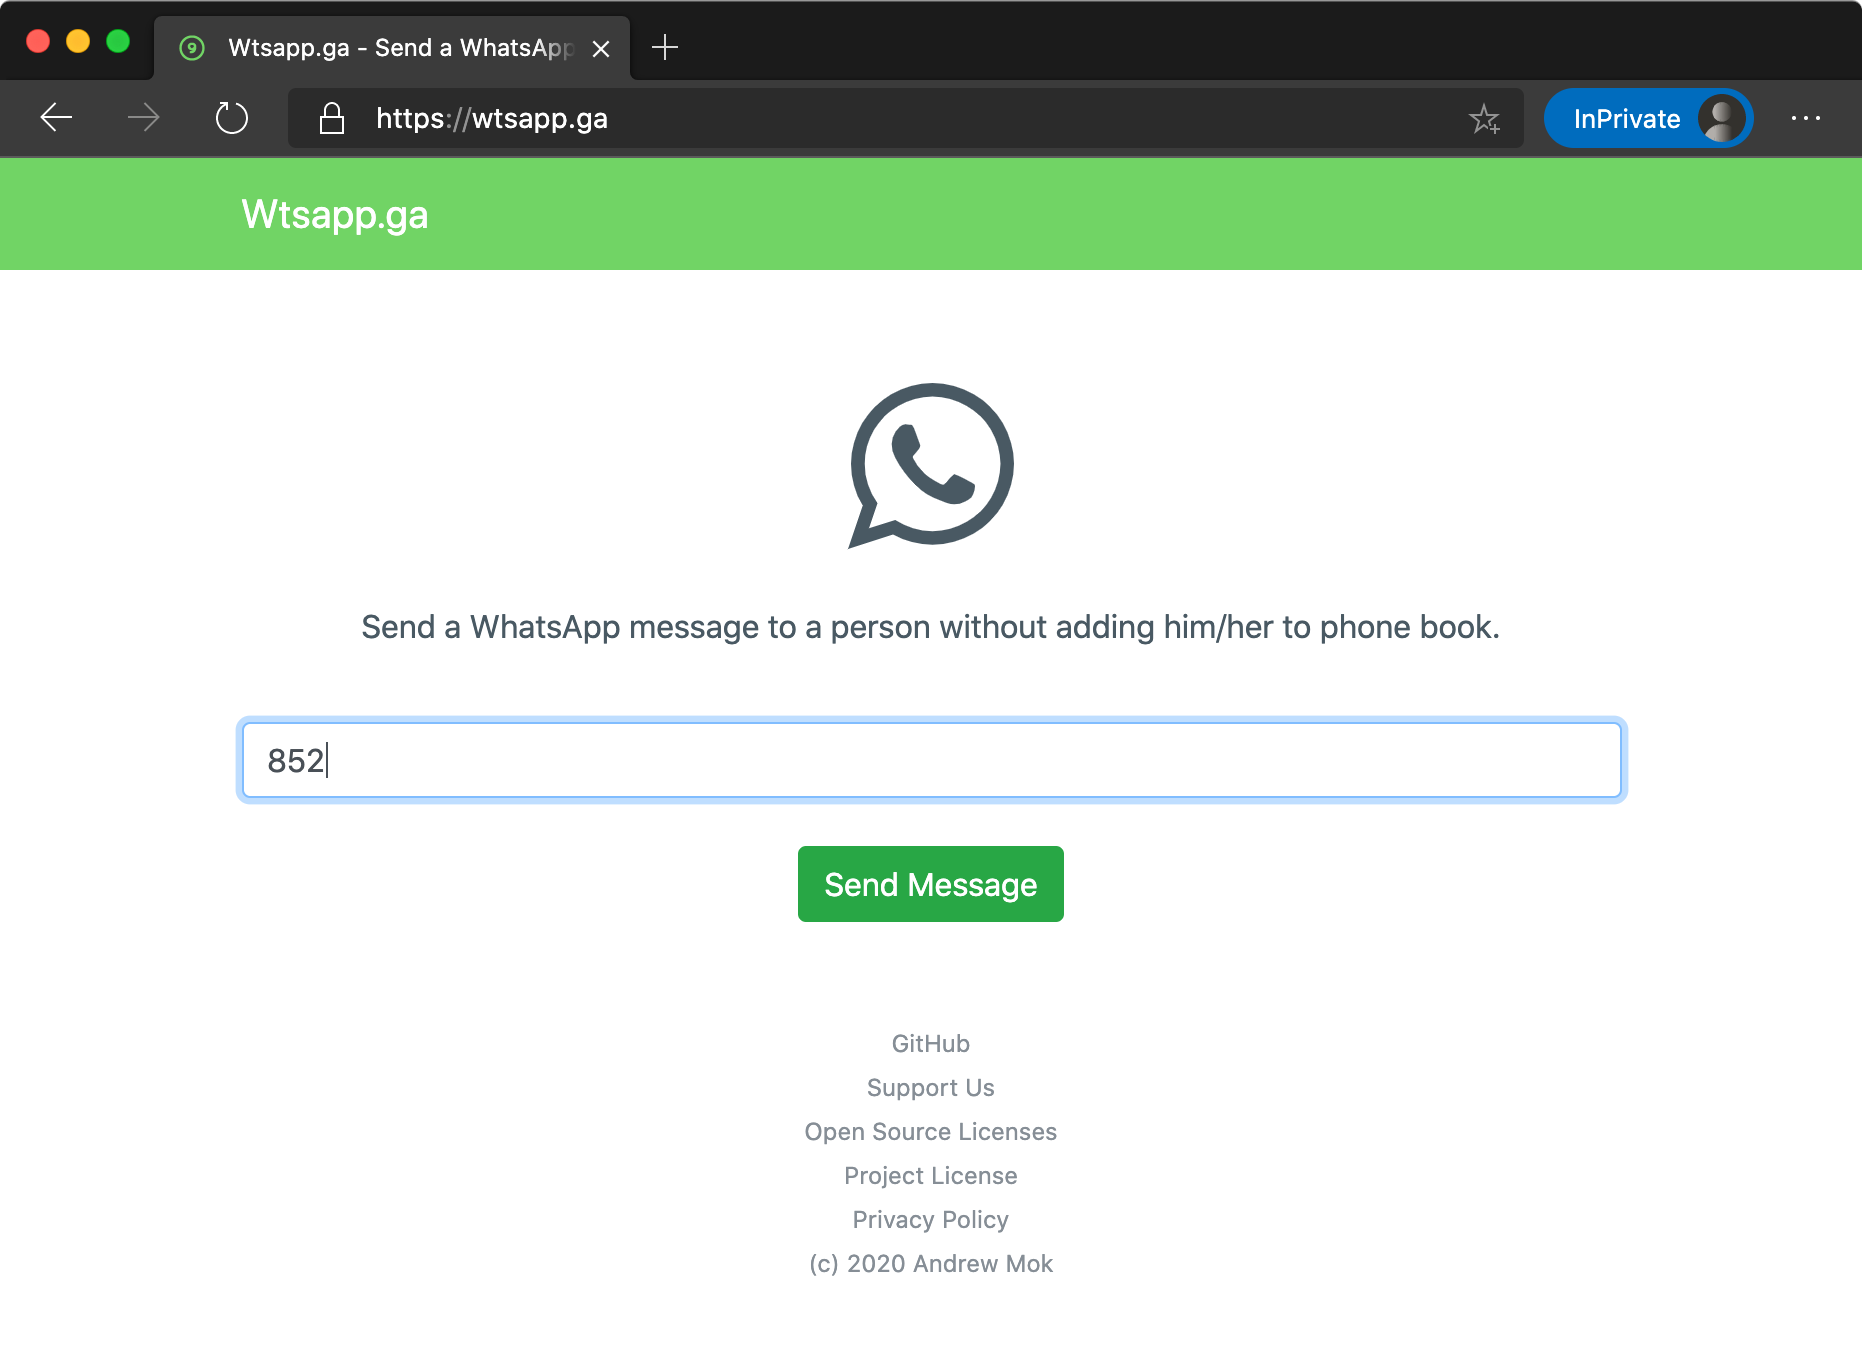 Wtsapp.ga - Send a WhatsApp
https://wtsapp.ga
InPrivate
Wtsapp.ga
Send a WhatsApp message to a person without adding him/her to phone book.
852
Send Message
GitHub
Support Us
Open Source Licenses
Project License
Privacy Policy
(c) 2020 Andrew Mok